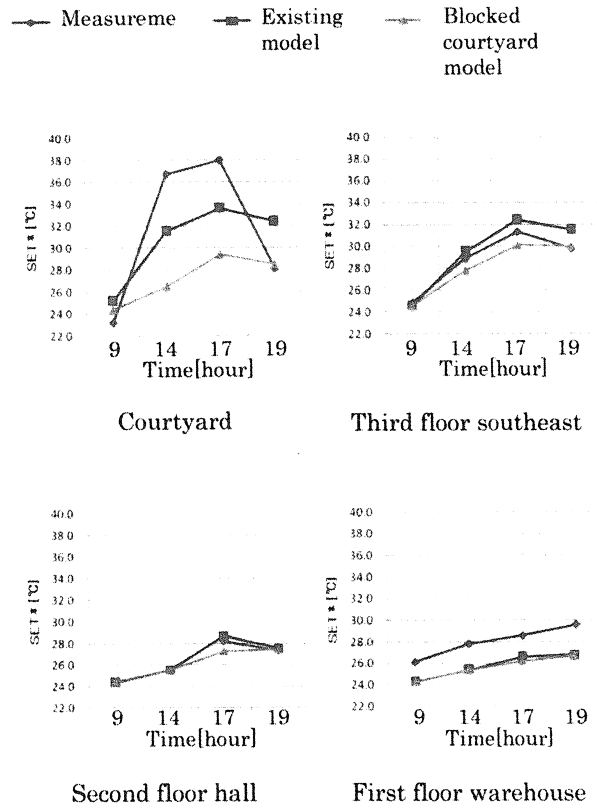 Measureme
Existing
model
Blocked
courtyard
model
40.0
38.0
36.0
34.0
32.0
30.0
28.0
26.0
24.0
22.0
SET * [℃]
9 14 17 19
Time[hour]
Courtyard
40.0
38.0
36.0
34.0
32.0
30.0
28.0
26.0
24.0
22.0
SET * [℃]
9 14 17 19
Time[hour]
Third floor southeast
40.0
38.0
36.0
34.0
32.0
30.0
28.0
26.0
24.0
22.0
SET * [℃]
9 14 17 19
Time[hour]
Second floor hall
40.0
38.0
36.0
34.0
32.0
30.0
28.0
26.0
24.0
22.0
SET * [℃]
9 14 17 19
Time[hour]
First floor warehouse